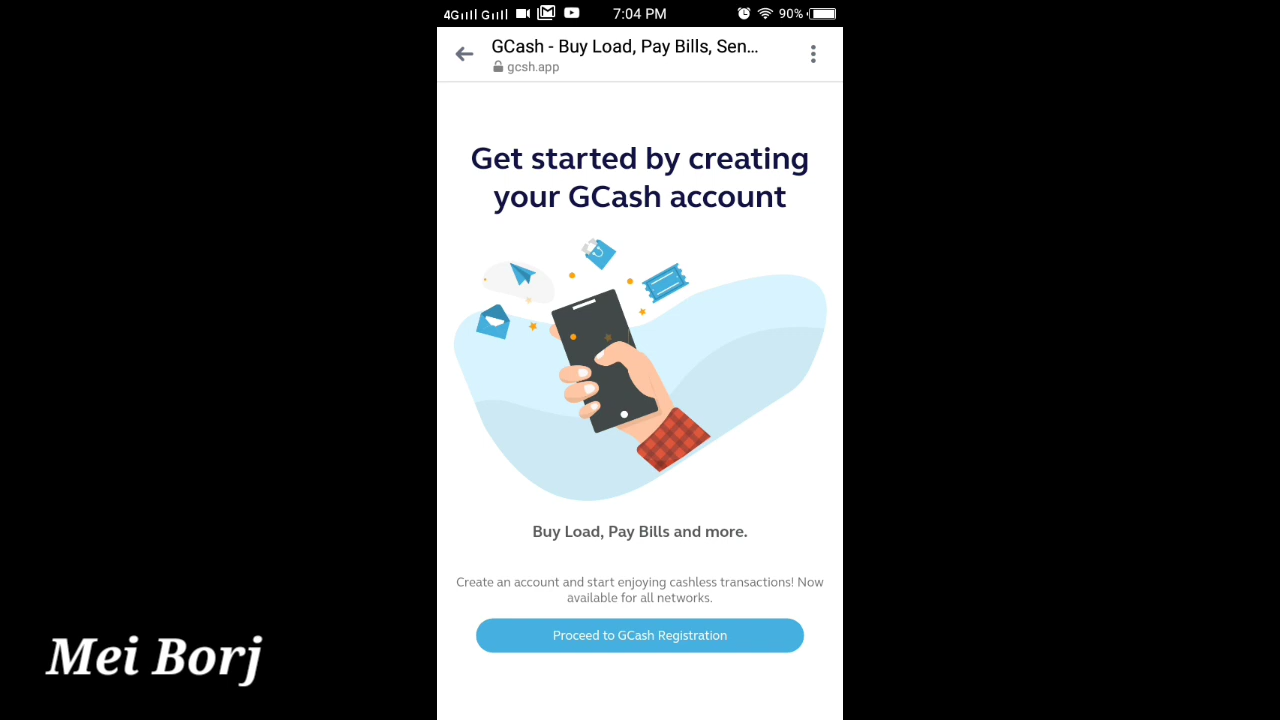 4G G 7:04 PM 90%
GCash - Buy Load, Pay Bills, Sen...
gcsh.app
Get started by creating
your GCash account
Buy Load, Pay Bills and more.
Create an account and start enjoying cashless transactions! Now
available for all networks.
Proceed to GCash Registration
Mei Borj